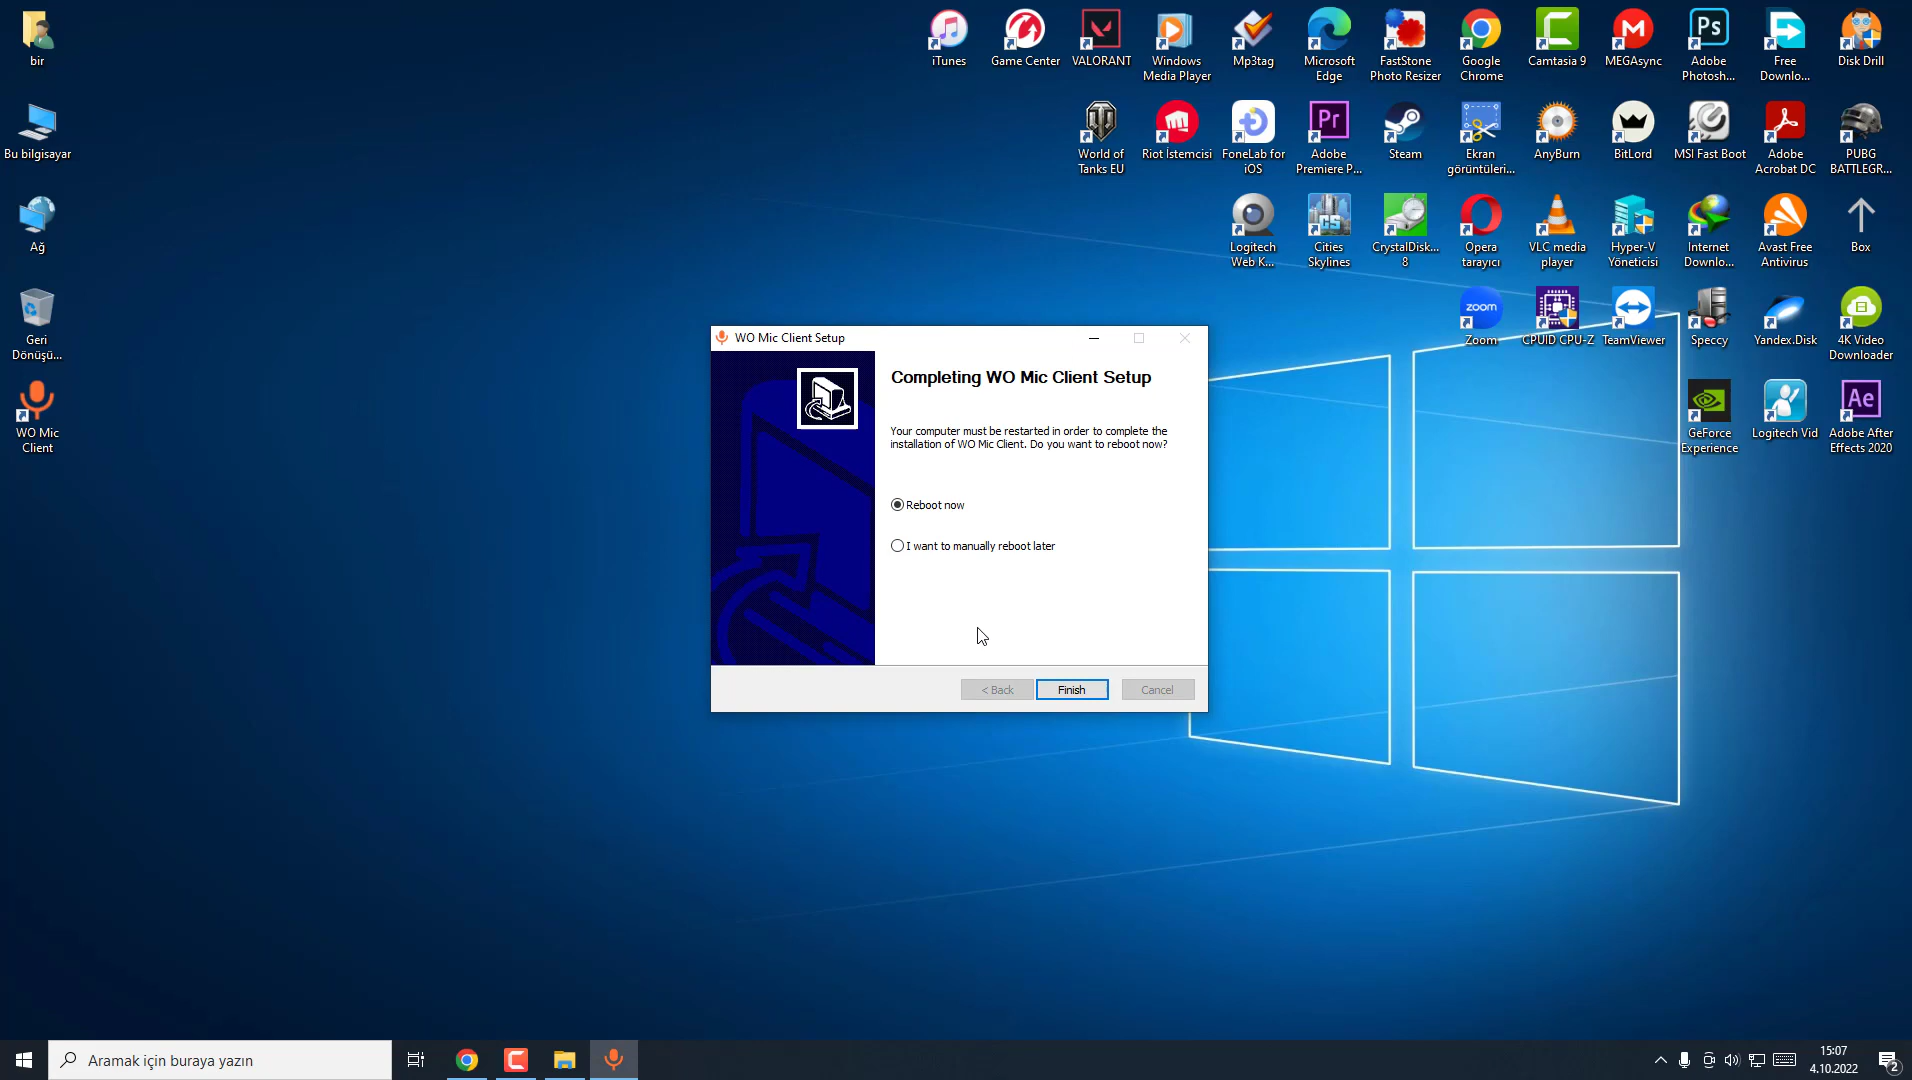 bir
Bu bilgisayar
Ağ
Geri
Dönüşü...
WO Mic
Client
iTunes
Game Center
VALORANT
Windows
Media Player
Mp3tag
Microsoft
Edge
FastStone
Photo Resizer
Google
Chrome
Camtasia 9
MEGAsync
Adobe
Photosh...
Free
Downlo...
Disk Drill
World of
Tanks EU
Riot İstemcisi
FoneLab for
iOS
Adobe
Premiere P...
Steam
Ekran
görüntüleri...
AnyBurn
BitLord
MSI Fast Boot
Adobe
Acrobat DC
PUBG
BATTLEGR...
Logitech
Web K...
Cities
Skylines
CrystalDisk...
8
Opera
tarayıcı
VLC media
player
Hyper-V
Yöneticisi
Internet
Downlo...
Avast Free
Antivirus
Box
zoom
Zoom
CPUID CPU-Z
TeamViewer
Speccy
Yandex.Disk
4K Video
Downloader
GeForce
Experience
Logitech Vid
Adobe After
Effects 2020
Ps
Pr
CS
Ae
WO Mic Client Setup
Completing WO Mic Client Setup
Your computer must be restarted in order to complete the
installation of WO Mic Client. Do you want to reboot now?
Reboot now
I want to manually reboot later
< Back
Finish
Cancel
Aramak için buraya yazın
15:07
4.10.2022
2